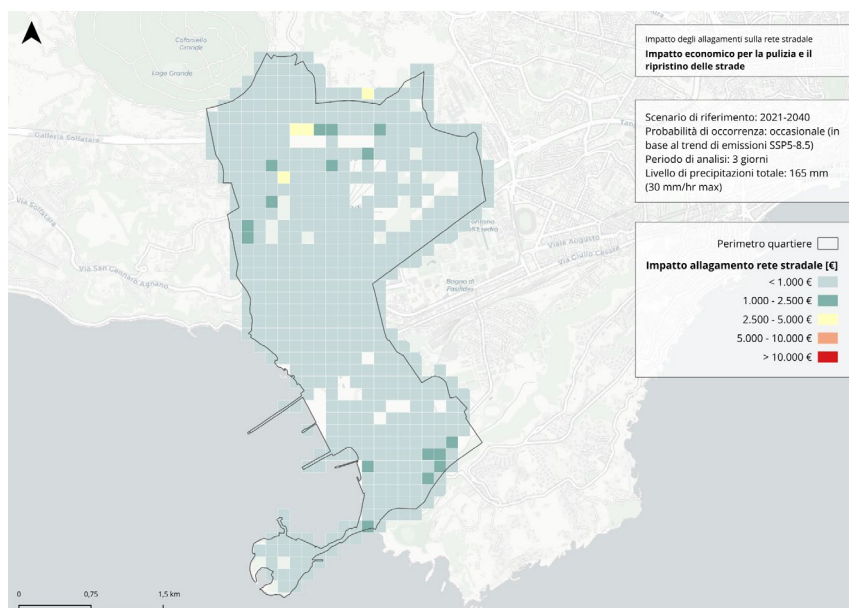 Impatto degli allagamenti sulla rete stradale
Impatto economico per la pulizia e il
ripristino delle strade
Scenario di riferimento: 2021-2040
Probabilità di occorrenza: occasionale (in
base al trend di emissioni SSP5-8.5)
Periodo di analisi: 3 giorni
Livello di precipitazioni totale: 165 mm
(30 mm/hr max)
Perimetro quartiere
Impatto allagamento rete stradale [€]
< 1.000 €
1.000 - 2.500 €
2.500 - 5.000 €
5.000 - 10.000 €
> 10.000 €
Grande
Lago Grande
Galleria Solfatara
Via Solfatara
Via San Gennaro Agnano
Viale Augusto
Via Giulio Cesare
Bagno di
0
0,75
1,5 km